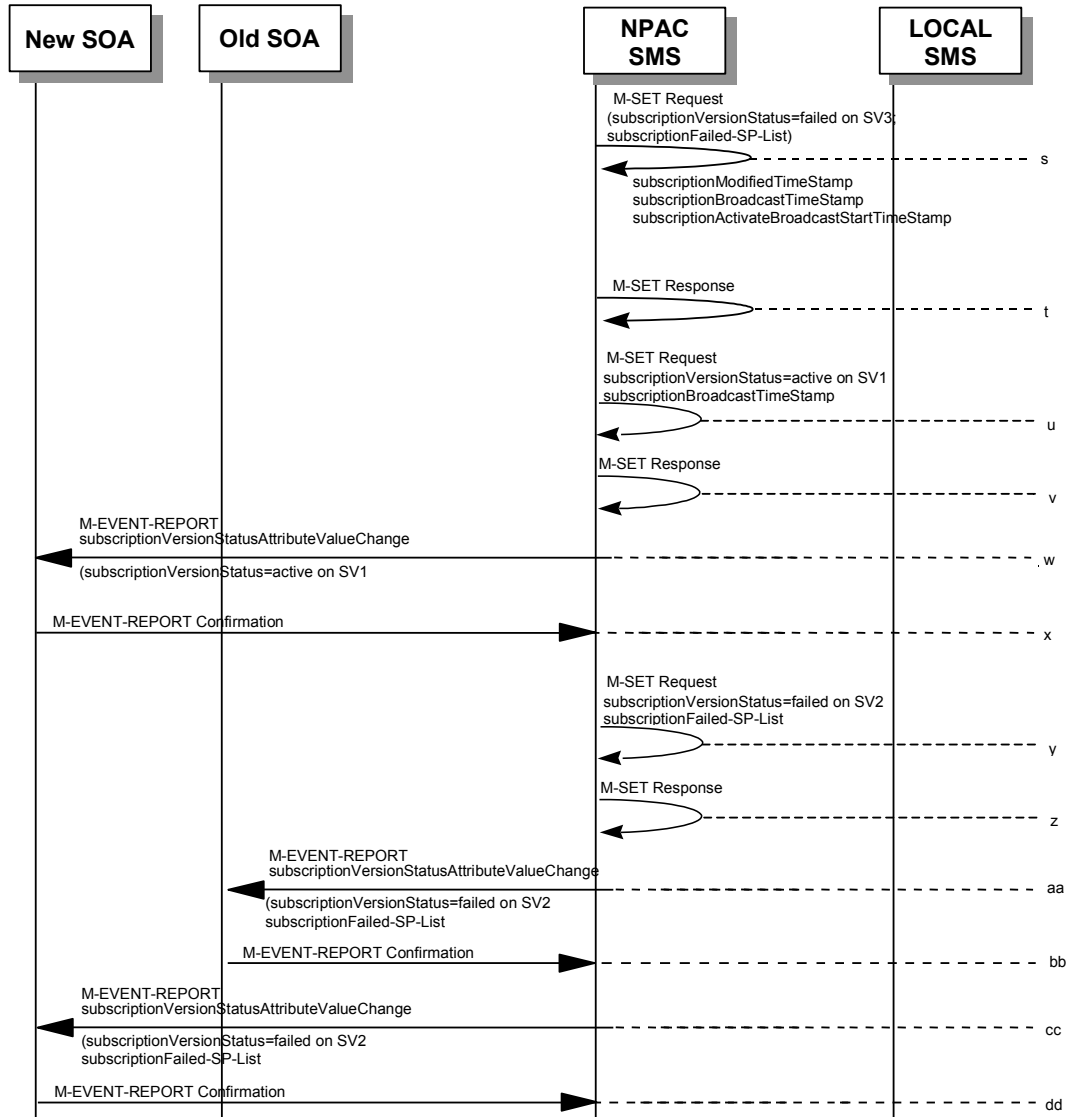 New SOA
Old SOA
NPAC
SMS
LOCAL
SMS
M-SET Request
(subscriptionVersionStatus=failed on SV3;
subscriptionFailed-SP-List)
s
subscriptionModifiedTimeStamp
subscriptionBroadcastTimeStamp
subscriptionActivateBroadcastStartTimeStamp
M-SET Response
t
M-SET Request
subscriptionVersionStatus=active on SV1
subscriptionBroadcastTimeStamp
u
M-SET Response
v
M-EVENT-REPORT
subscriptionVersionStatusAttributeValueChange
w
(subscriptionVersionStatus=active on SV1
M-EVENT-REPORT Confirmation
x
M-SET Request
subscriptionVersionStatus=failed on SV2
subscriptionFailed-SP-List
y
M-SET Response
z
M-EVENT-REPORT
subscriptionVersionStatusAttributeValueChange
aa
(subscriptionVersionStatus=failed on SV2
subscriptionFailed-SP-List
M-EVENT-REPORT Confirmation
bb
M-EVENT-REPORT
subscriptionVersionStatusAttributeValueChange
cc
(subscriptionVersionStatus=failed on SV2
subscriptionFailed-SP-List
M-EVENT-REPORT Confirmation
dd